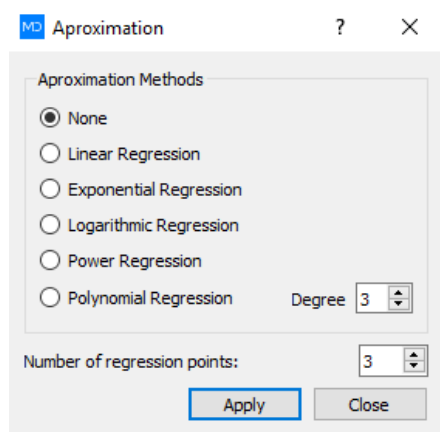 MD Aproximation ?
Aproximation Methods
None
Linear Regression
Exponential Regression
Logarithmic Regression
Power Regression
Polynomial Regression Degree 3
Number of regression points: 3
Apply Close